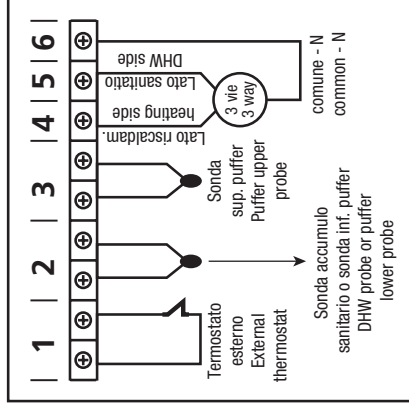 1 | 2 | 3 | 4 | 5 | 6
Termostato
esterno
External
thermostat
Sonda accumulo
sanitario o sonda inf. puffer
DHW probe or puffer
lower probe
Sonda
sup. puffer
Puffer upper
probe
Lato riscaldam.
heating side
Lato sanitatio
DHW side
3 vie
3 way
comune - N
common - N